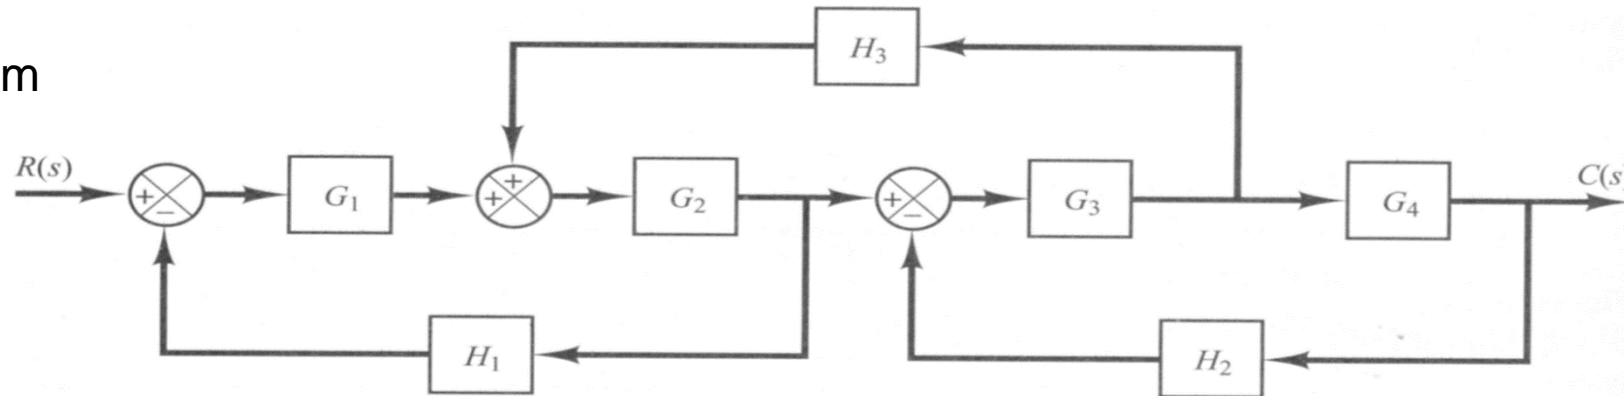 H3
m
R(s)
+
−
G1
+
+
G2
+
−
G3
G4
C(s
H1
H2